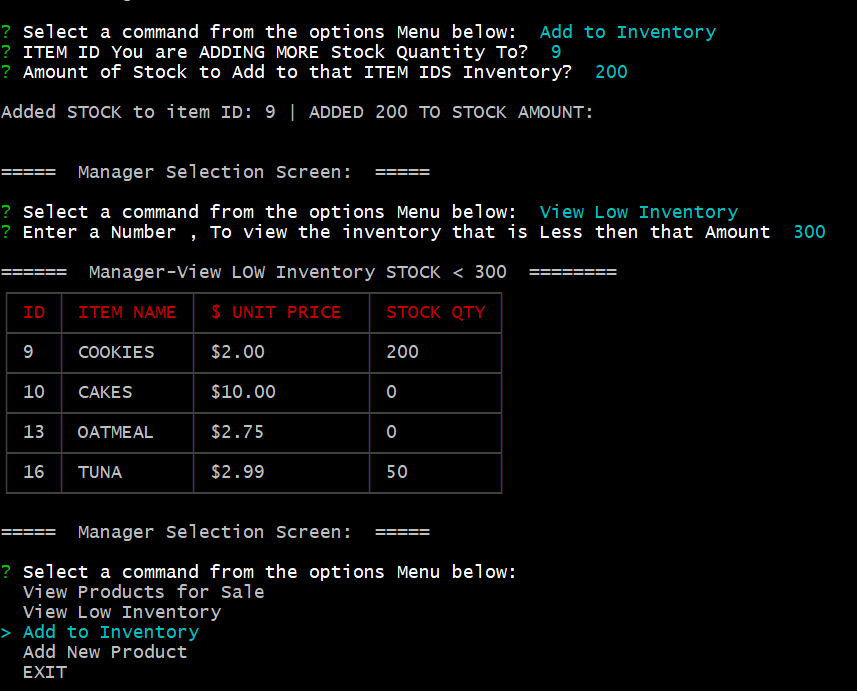 ? Select a command from the options Menu below:  Add to Inventory
? ITEM ID You are ADDING MORE Stock Quantity To?  9
? Amount of Stock to Add to that ITEM IDS Inventory?  200
Added STOCK to item ID: 9 | ADDED 200 TO STOCK AMOUNT:
=====  Manager Selection Screen:  =====
? Select a command from the options Menu below:  View Low Inventory
? Enter a Number , To view the inventory that is Less then that Amount  300
======  Manager-View LOW Inventory STOCK < 300  ========
ID ITEM NAME $ UNIT PRICE STOCK QTY
9 COOKIES $2.00 200
10 CAKES $10.00 0
13 OATMEAL $2.75 0
16 TUNA $2.99 50
=====  Manager Selection Screen:  =====
? Select a command from the options Menu below:
View Products for Sale
View Low Inventory
> Add to Inventory
Add New Product
EXIT